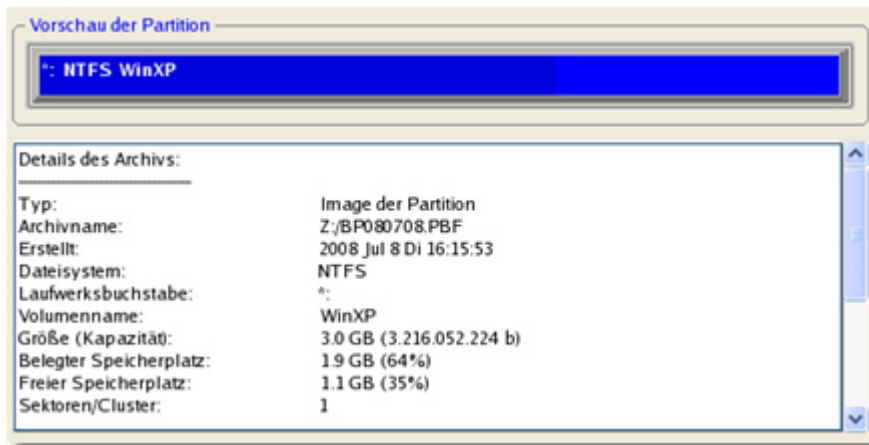 Vorschau der Partition
*: NTFS WinXP
Details des Archivs:
Typ: Image der Partition
Archivname: Z:/BP080708.PBF
Erstellt: 2008 Jul 8 Di 16:15:53
Dateisystem: NTFS
Laufwerksbuchstabe: *:
Volumenname: WinXP
Größe (Kapazität): 3.0 GB (3.216.052.224 b)
Belegter Speicherplatz: 1.9 GB (64%)
Freier Speicherplatz: 1.1 GB (35%)
Sektoren/Cluster: 1